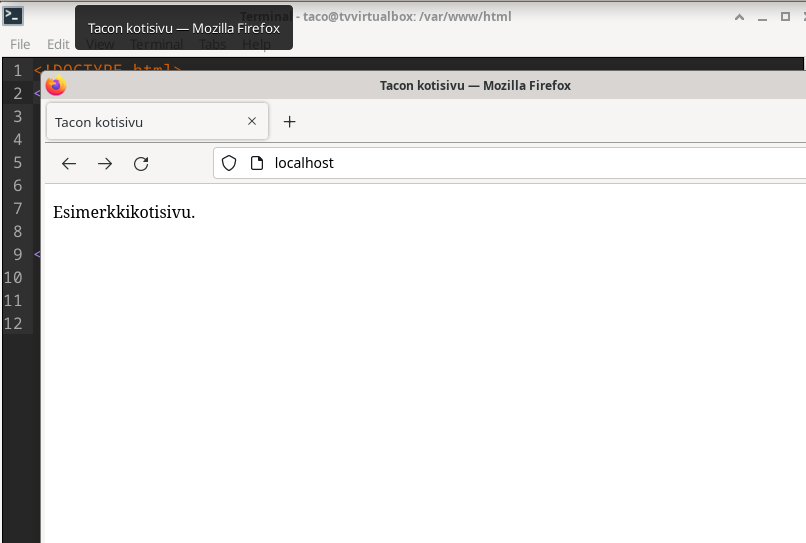 Terminal - taco@tvvirtualbox: /var/www/html
Tacon kotisivu — Mozilla Firefox
File Edit View Terminal Tabs Help
1 <!DOCTYPE html>
2 <
3
4
5
6
7
8
9 <
10
11
12
Tacon kotisivu — Mozilla Firefox
Tacon kotisivu
localhost
Esimerkkikotisivu.